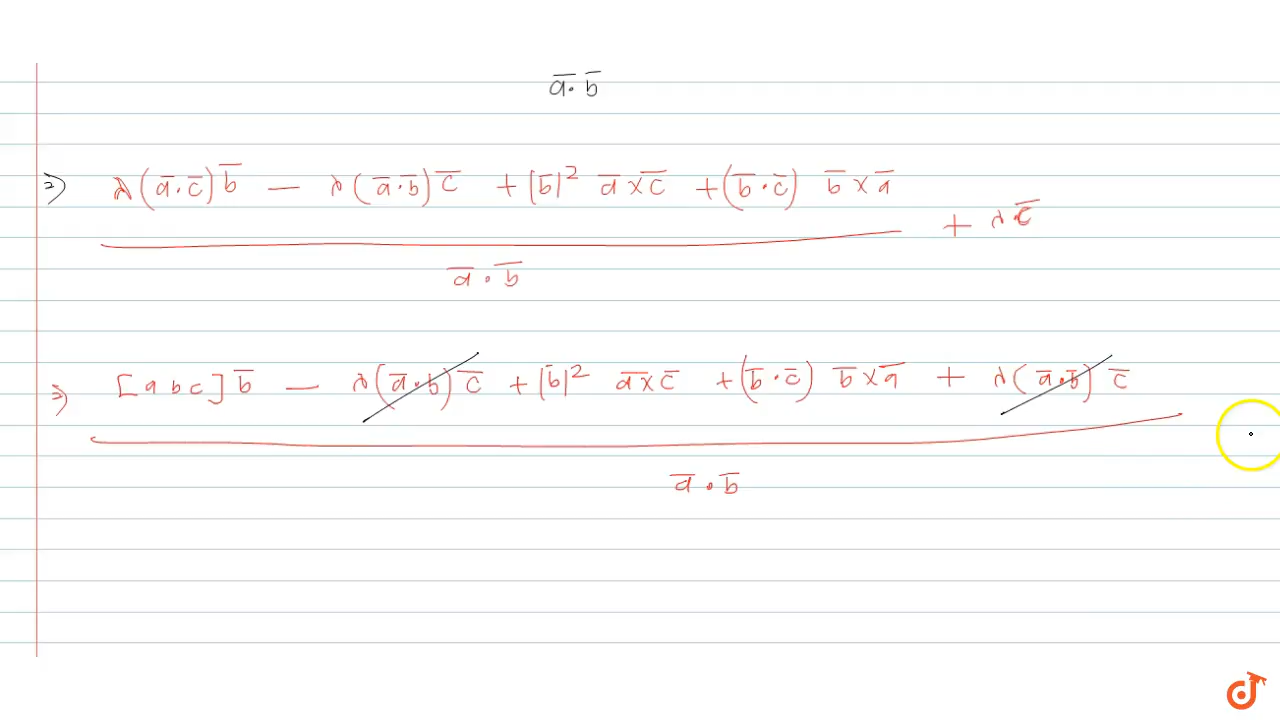 a̅·b̅
⇒) λ(a̅·c̅)b̅ — λ(a̅·b̅)c̅ + |b̅|² a̅×c̅ + (b̅·c̅) b̅×a̅
+ λc̅
a̅·b̅
⇒) [a b c] b̅ — λ(a̅·b̅)c̅ + |b̅|² a̅×c̅ + (b̅·c̅) b̅×a̅ + λ(a̅·b̅) c̅
a̅·b̅